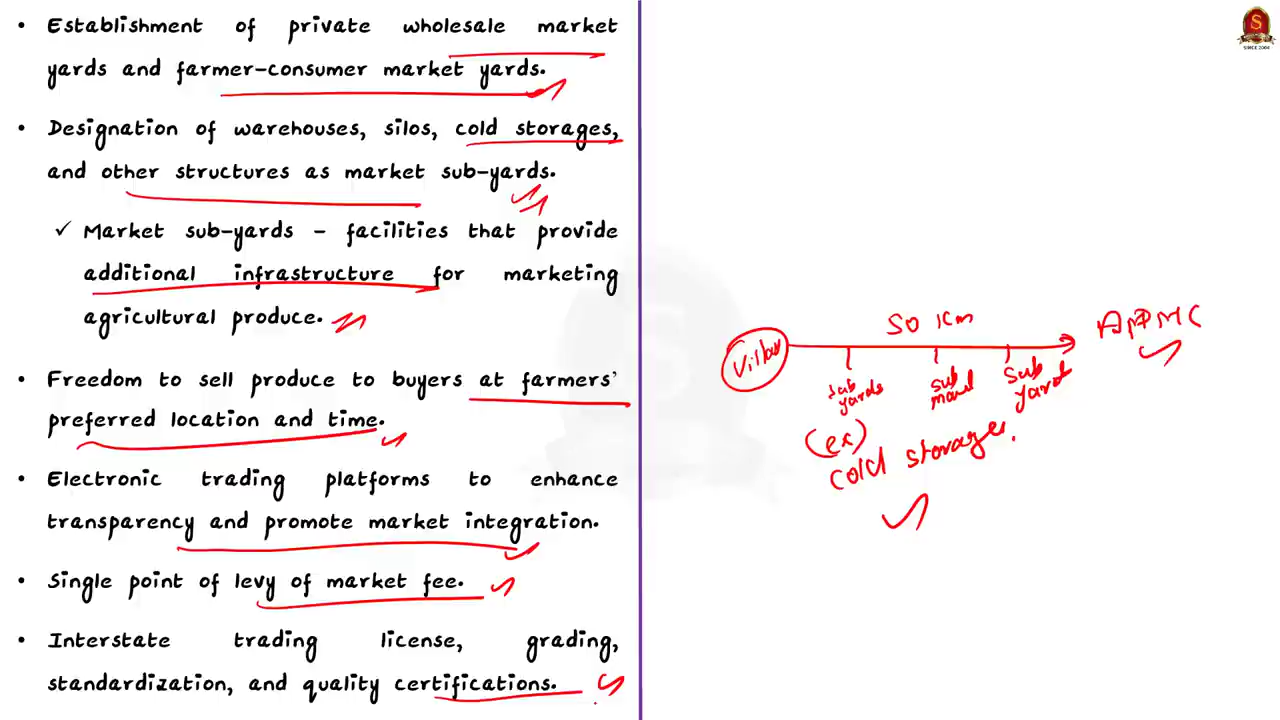 • Establishment of private wholesale market
yards and farmer-consumer market yards.
• Designation of warehouses, silos, cold storages,
and other structures as market sub-yards.
✓ Market sub-yards - facilities that provide
additional infrastructure for marketing
agricultural produce.
• Freedom to sell produce to buyers at farmers'
preferred location and time.
• Electronic trading platforms to enhance
transparency and promote market integration.
• Single point of levy of market fee.
• Interstate trading license, grading,
standardization, and quality certifications.
S
SINCE 2004
50 Km
APMC
sub
yards
sub
sub
yard
(ex)
cold storages.